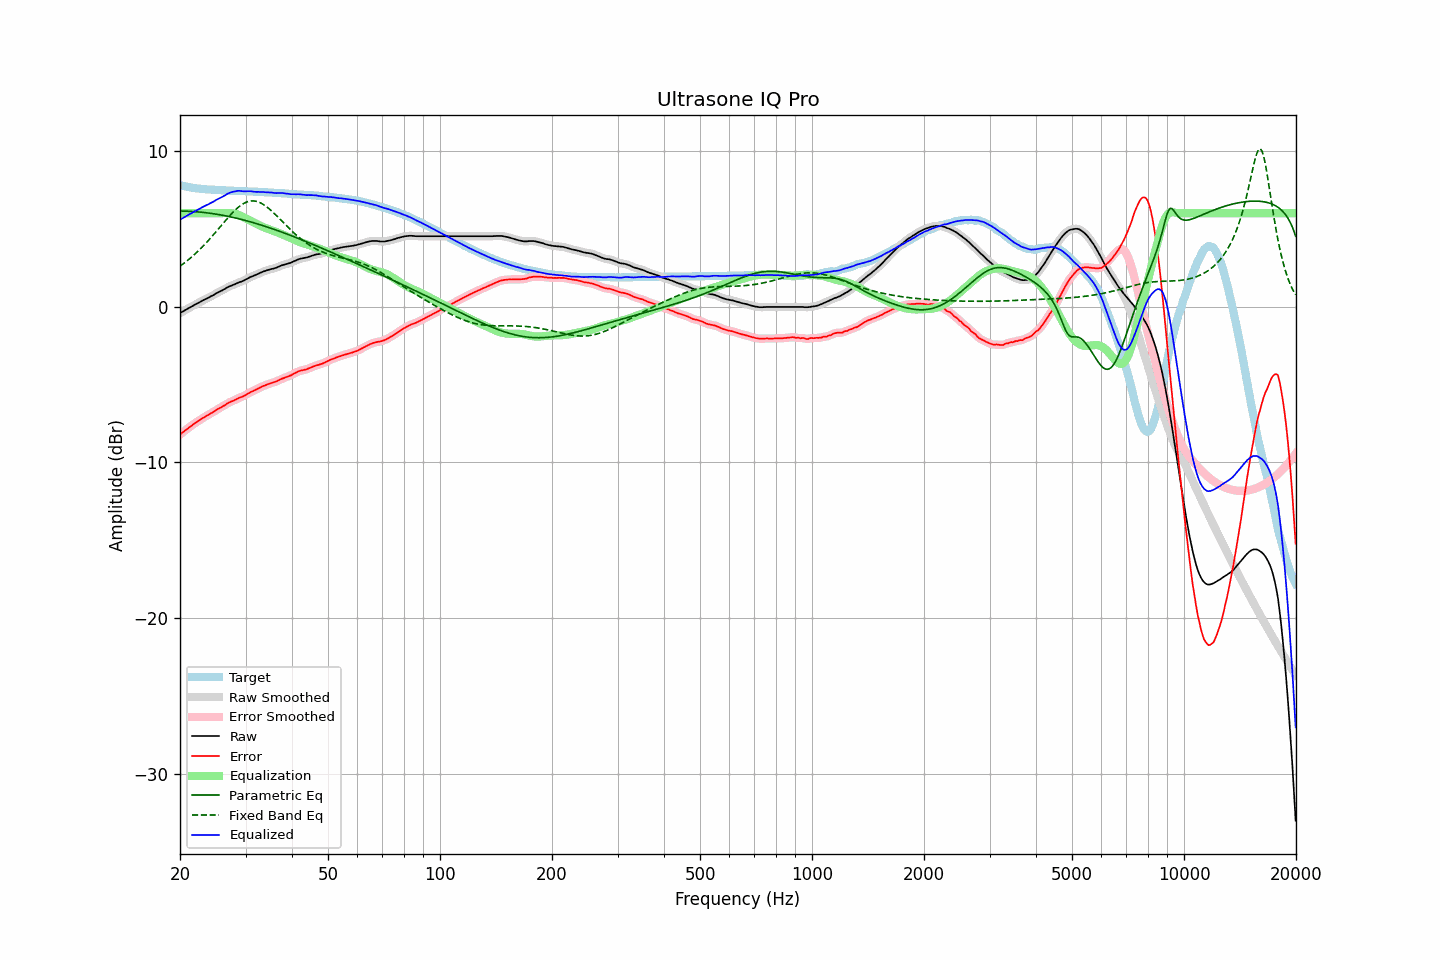 Ultrasone IQ Pro
Amplitude (dBr)
10
0
−10
−20
−30
Target
Raw Smoothed
Error Smoothed
Raw
Error
Equalization
Parametric Eq
Fixed Band Eq
Equalized
20 50 100 200 500 1000 2000 5000 10000 20000
Frequency (Hz)